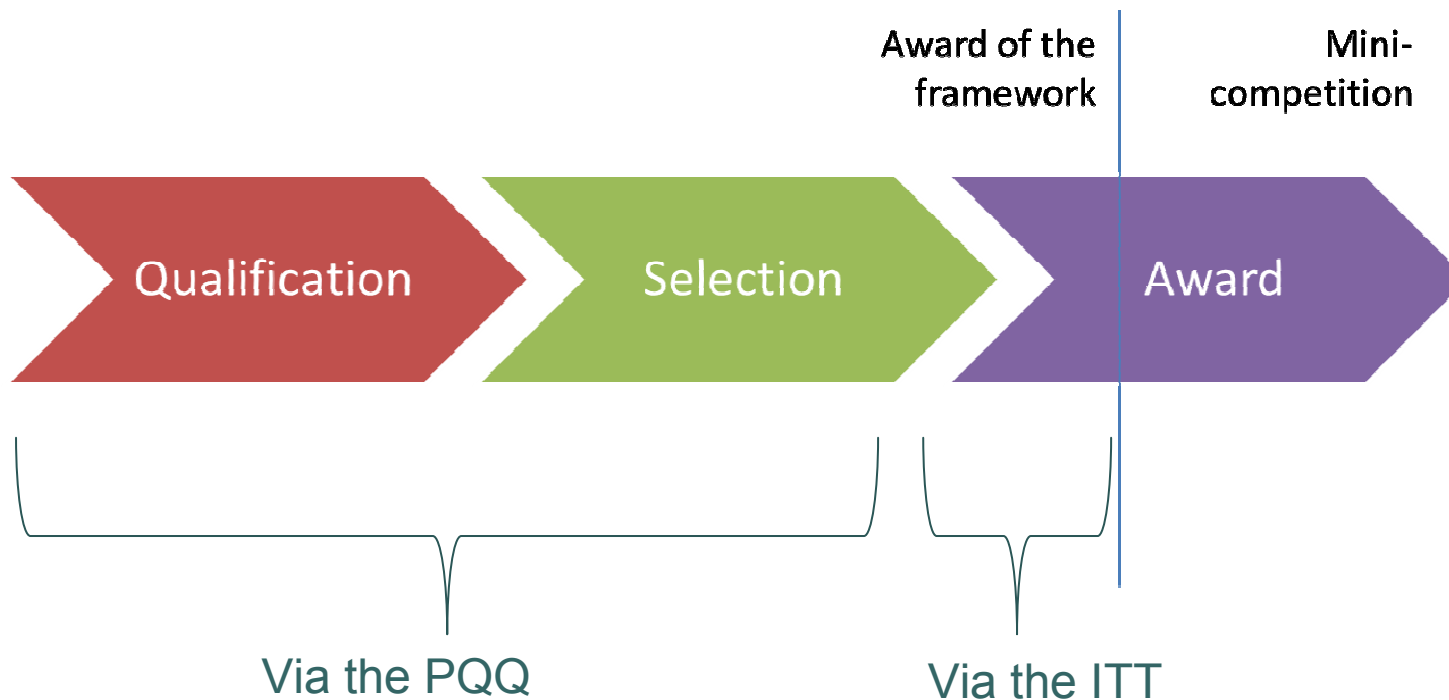 Award of the
framework
Mini-
competition
Qualification
Selection
Award
Via the PQQ
Via the ITT